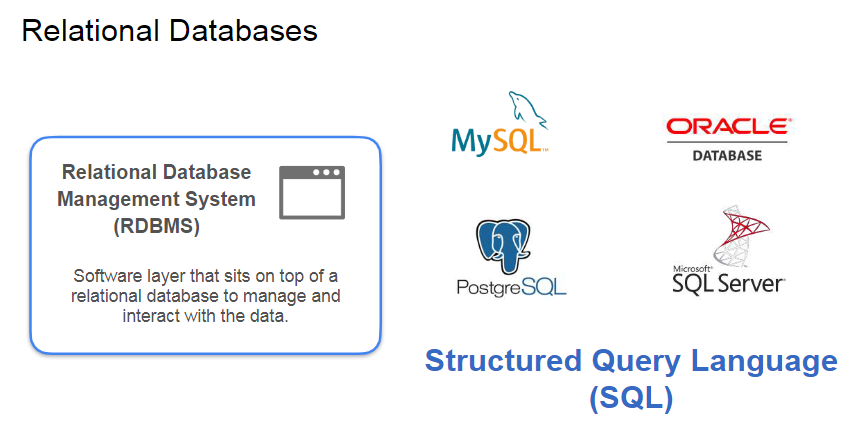 Relational Databases
Relational Database
Management System
(RDBMS)
Software layer that sits on top of a
relational database to manage and
interact with the data.
MySQL™
ORACLE®
DATABASE
PostgreSQL
Microsoft®
SQL Server®
Structured Query Language
(SQL)